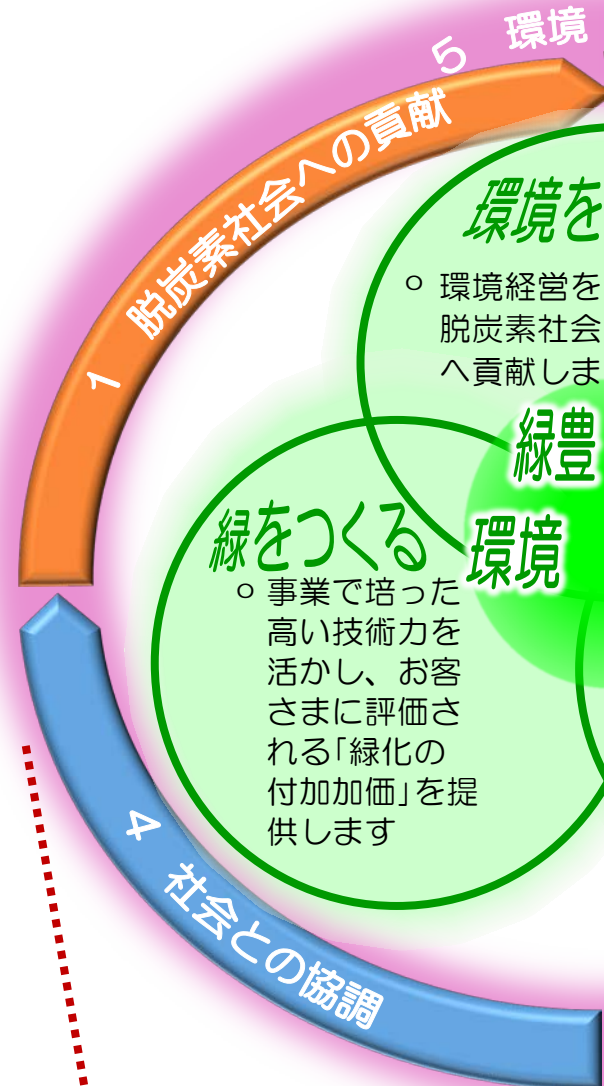 5 環境
1 脱炭素社会への貢献
環境を
○ 環境経営を
脱炭素社会
へ貢献しま
緑豊
環境
緑をつくる
○ 事業で培った
高い技術力を
活かし、お客
さまに評価さ
れる「緑化の
付加加価」を提
供します
4 社会との協調